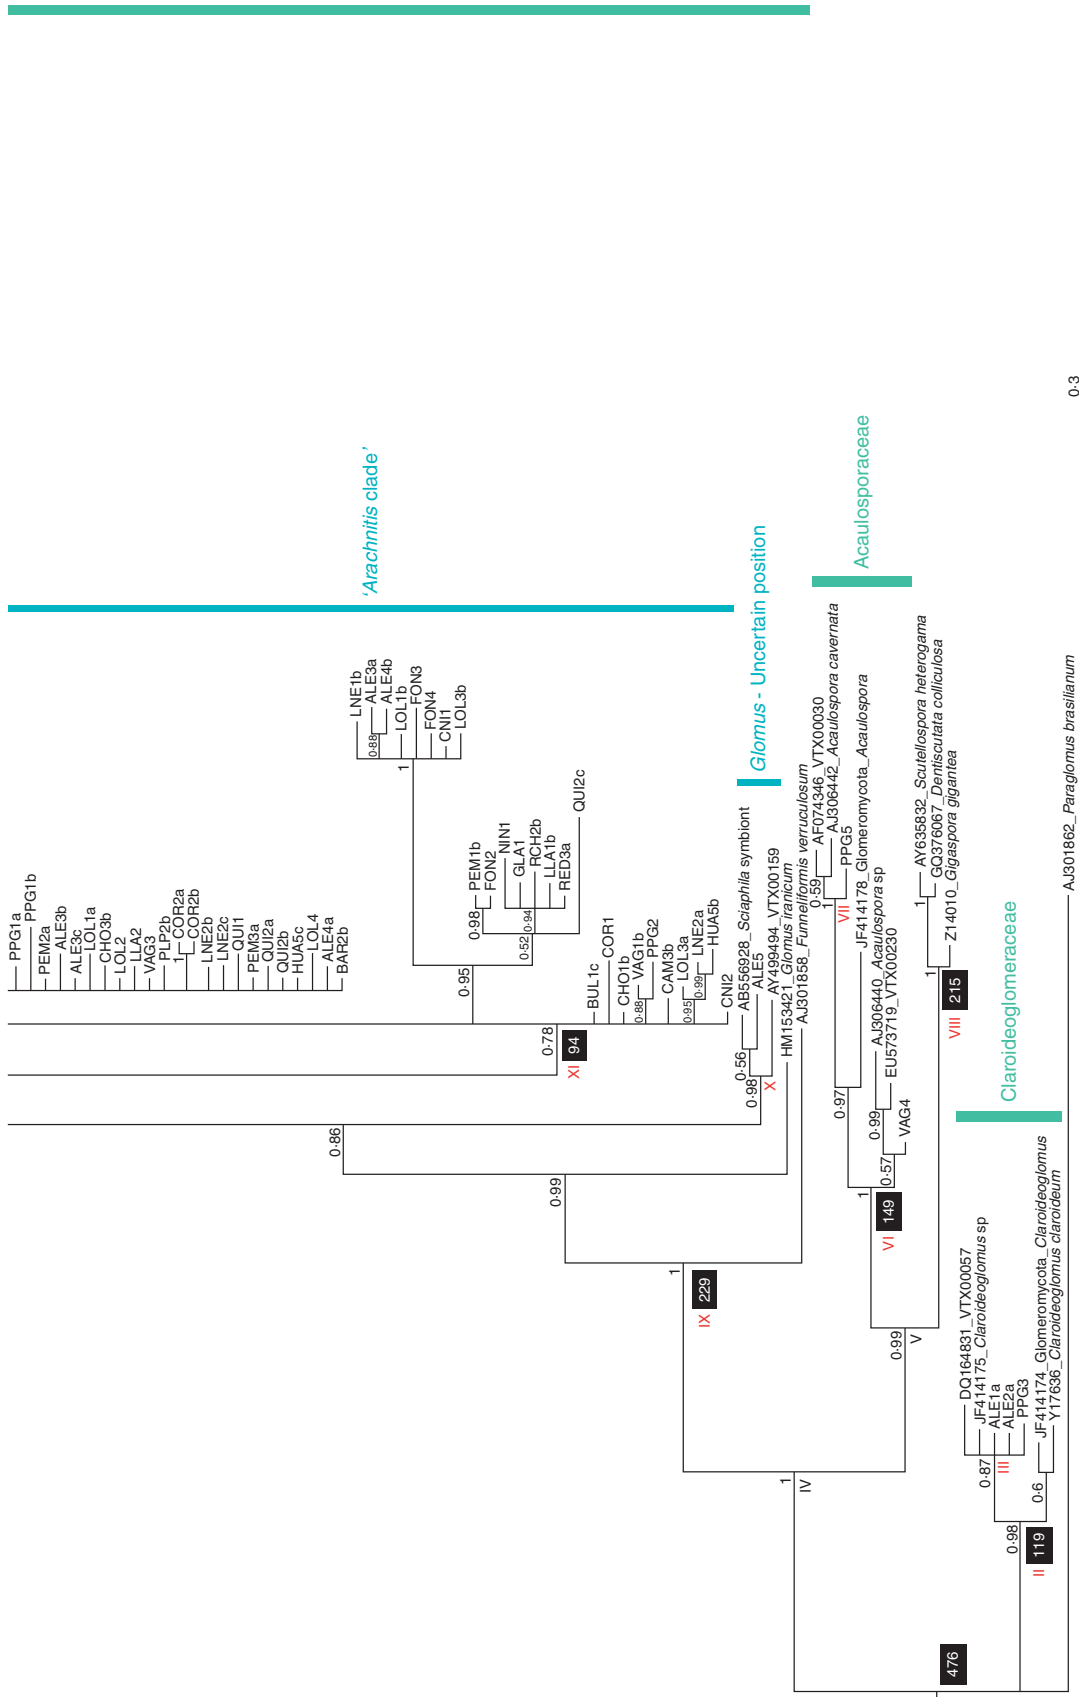 PPG1a
PPG1b
PEM2a
ALE3b
ALE3c
LOL1a
CHO3b
LOL2
LLA2
VAG3
PLP2b
1
COR2a
COR2b
LNE2b
LNE2c
QUI1
PEM3a
QUI2a
QUI2b
HUA5c
LOL4
ALE4a
BAR2b
LNE1b
0·88
ALE3a
ALE4b
1
LOL1b
FON3
FON4
CNI1
LOL3b
0·95
0·98
PEM1b
FON2
0·52
NIN1
GLA1
0·94
RCH2b
LLA1b
RED3a
QUI2c
0·78
XI
94
BUL1c
COR1
CHO1b
0·88
VAG1b
PPG2
CAM3b
0·95
LOL3a
0·99
LNE2a
HUA5b
CNI2
'Arachnitis clade'
0·86
0·56
AB556928_Sciaphila symbiont
ALE5
0·98
X
AY499494_VTX00159
Glomus - Uncertain position
0·99
HM153421_Glomus iranicum
1
IX
229
AJ301858_Funneliformis verruculosum
0·59
AF074346_VTX00030
AJ306442_Acaulospora cavernata
1
VII
PPG5
0·97
JF414178_Glomeromycota_Acaulospora
0·99
AJ306440_Acaulospora sp
EU573719_VTX00230
0·57
VAG4
1
VI
149
Acaulosporaceae
0·99
V
1
AY635832_Scutellospora heterogama
GQ376067_Dentiscutata colliculosa
1
VIII
215
Z14010_Gigaspora gigantea
1
IV
DQ164831_VTX00057
JF414175_Claroideoglomus sp
0·87
III
ALE1a
ALE2a
PPG3
0·6
JF414174_Glomeromycota_Claroideoglomus
Y17636_Claroideoglomus claroideum
0·98
II
119
Claroideoglomeraceae
476
AJ301862_Paraglomus brasilianum
0·3